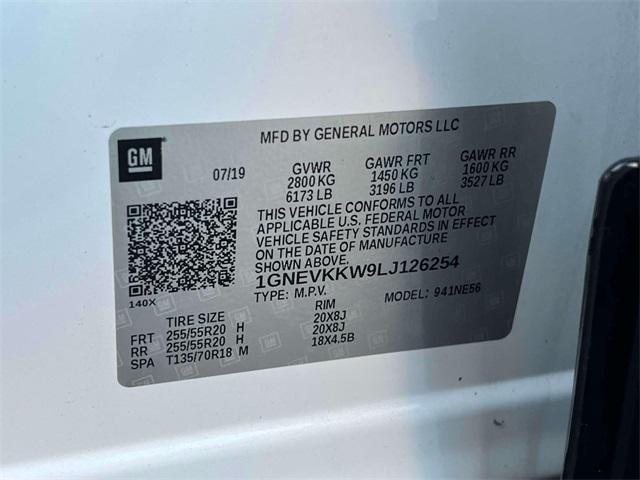 MFD BY GENERAL MOTORS LLC
GM
07/19 GVWR GAWR FRT GAWR RR
2800 KG 1450 KG 1600 KG
6173 LB 3196 LB 3527 LB
THIS VEHICLE CONFORMS TO ALL
APPLICABLE U.S. FEDERAL MOTOR
VEHICLE SAFETY STANDARDS IN EFFECT
ON THE DATE OF MANUFACTURE
SHOWN ABOVE.
1GNEVKKW9LJ126254
140X
TYPE: M.P.V. MODEL: 941NE56
TIRE SIZE RIM
FRT 255/55R20 H 20X8J
RR 255/55R20 H 20X8J
SPA T135/70R18 M 18X4.5B